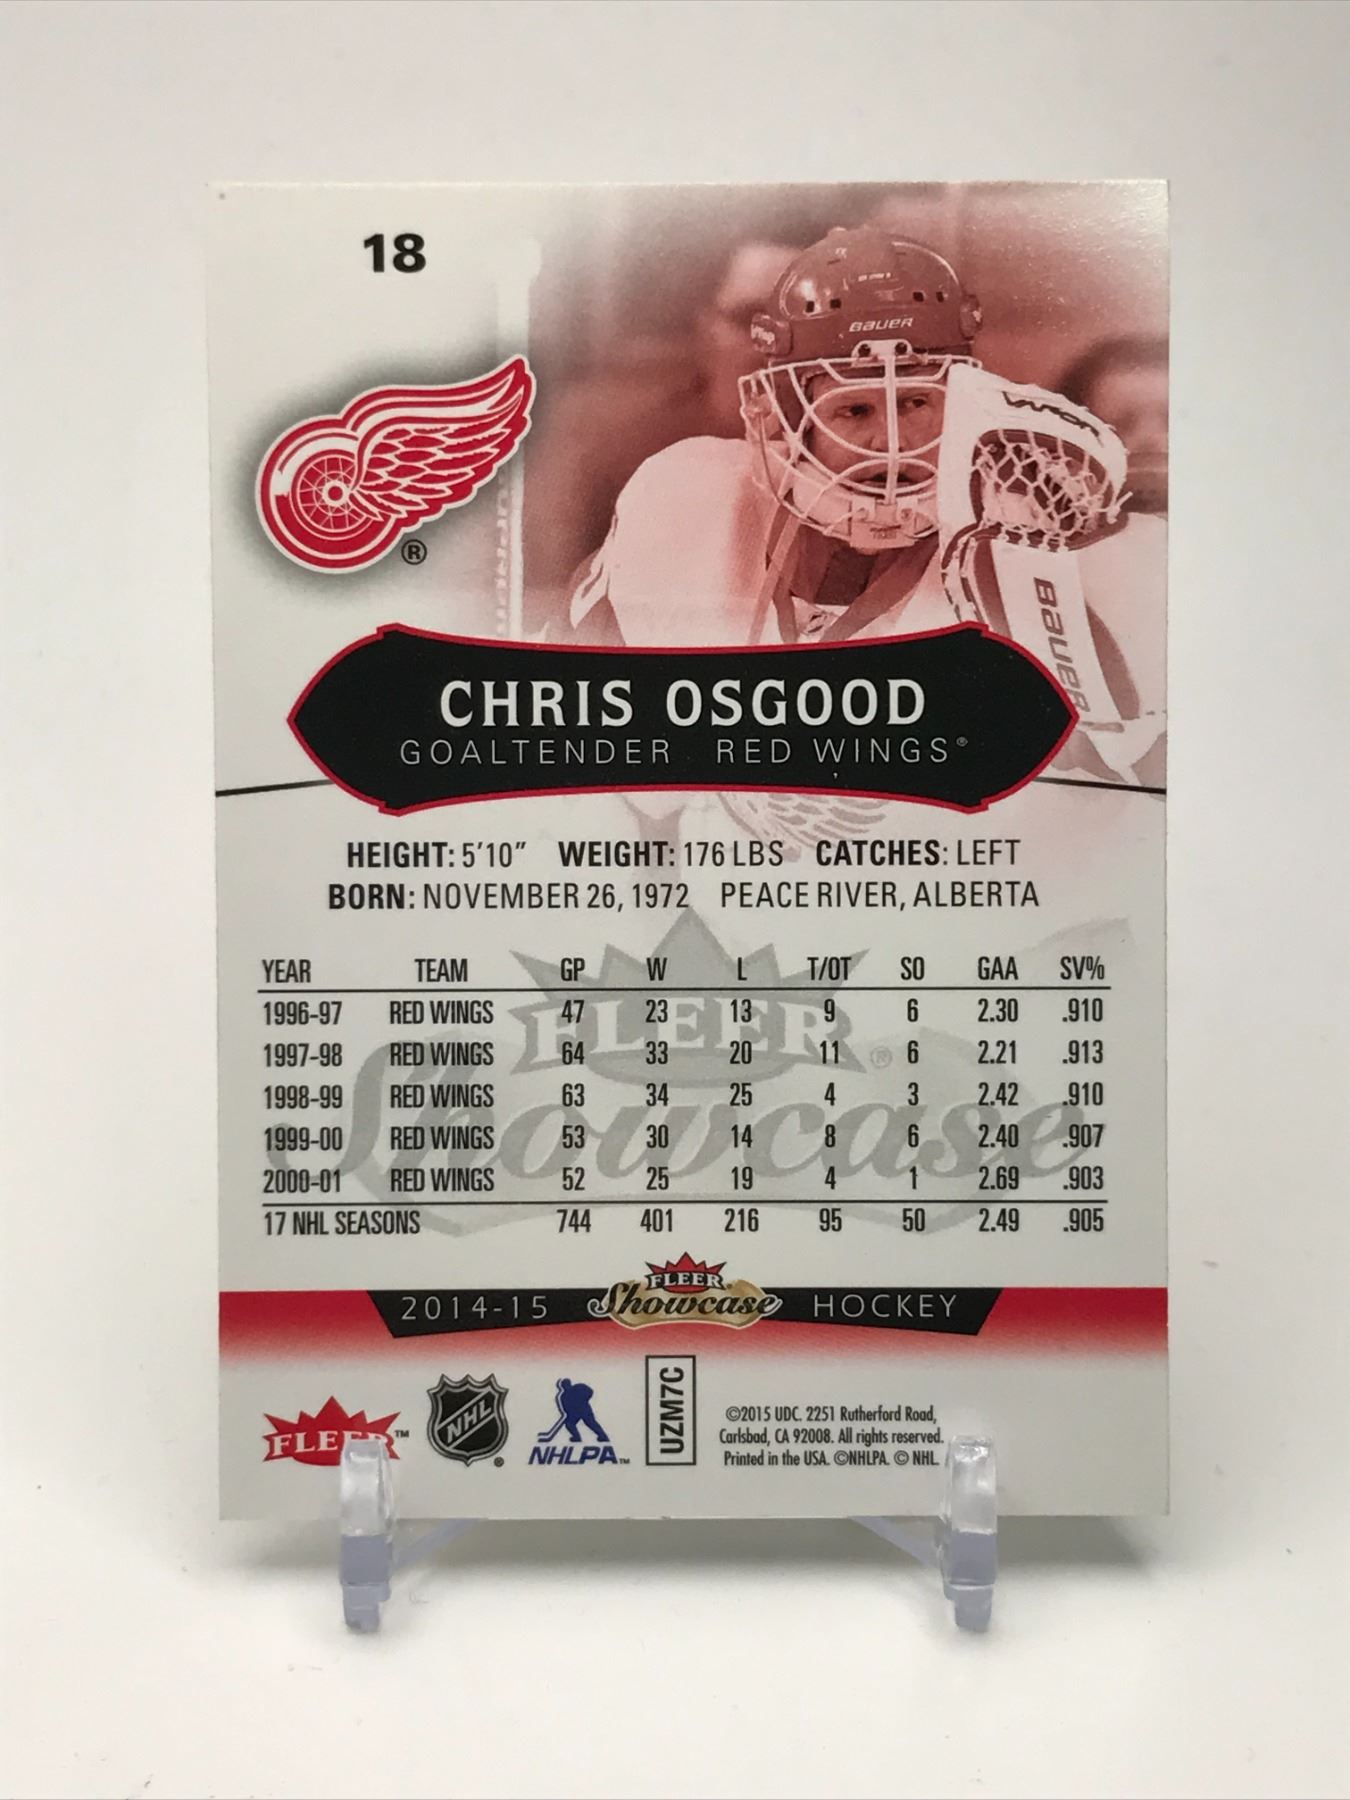 18
BAUER
BAUER
®
CHRIS OSGOOD
GOALTENDER RED WINGS®
HEIGHT: 5'10" WEIGHT: 176 LBS CATCHES: LEFT
BORN: NOVEMBER 26, 1972 PEACE RIVER, ALBERTA
FLEER ®
Showcase
YEAR TEAM GP W L T/OT SO GAA SV%
1996-97 RED WINGS 47 23 13 9 6 2.30 .910
1997-98 RED WINGS 64 33 20 11 6 2.21 .913
1998-99 RED WINGS 63 34 25 4 3 2.42 .910
1999-00 RED WINGS 53 30 14 8 6 2.40 .907
2000-01 RED WINGS 52 25 19 4 1 2.69 .903
17 NHL SEASONS 744 401 216 95 50 2.49 .905
FLEER
2014-15 Showcase HOCKEY
FLEER™ NHL® NHLPA™ UZM7C
©2015 UDC. 2251 Rutherford Road,
Carlsbad, CA 92008. All rights reserved.
Printed in the USA. ©NHLPA. © NHL.